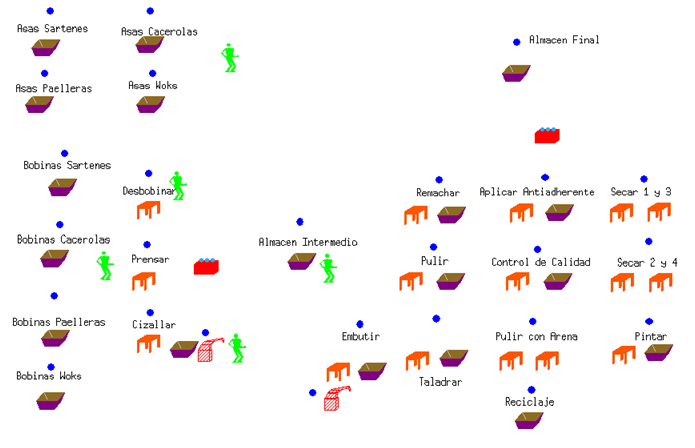 Asas Sartenes
Asas Cacerolas
Almacen Final
Asas Paelleras
Asas Woks
Bobinas Sartenes
Desbobinar
Remachar
Aplicar Antiadherente
Secar 1 y 3
Bobinas Cacerolas
Almacen Intermedio
Prensar
Pulir
Control de Calidad
Secar 2 y 4
Bobinas Paelleras
Cizallar
Embutir
Pulir con Arena
Pintar
Bobinas Woks
Taladrar
Reciclaje